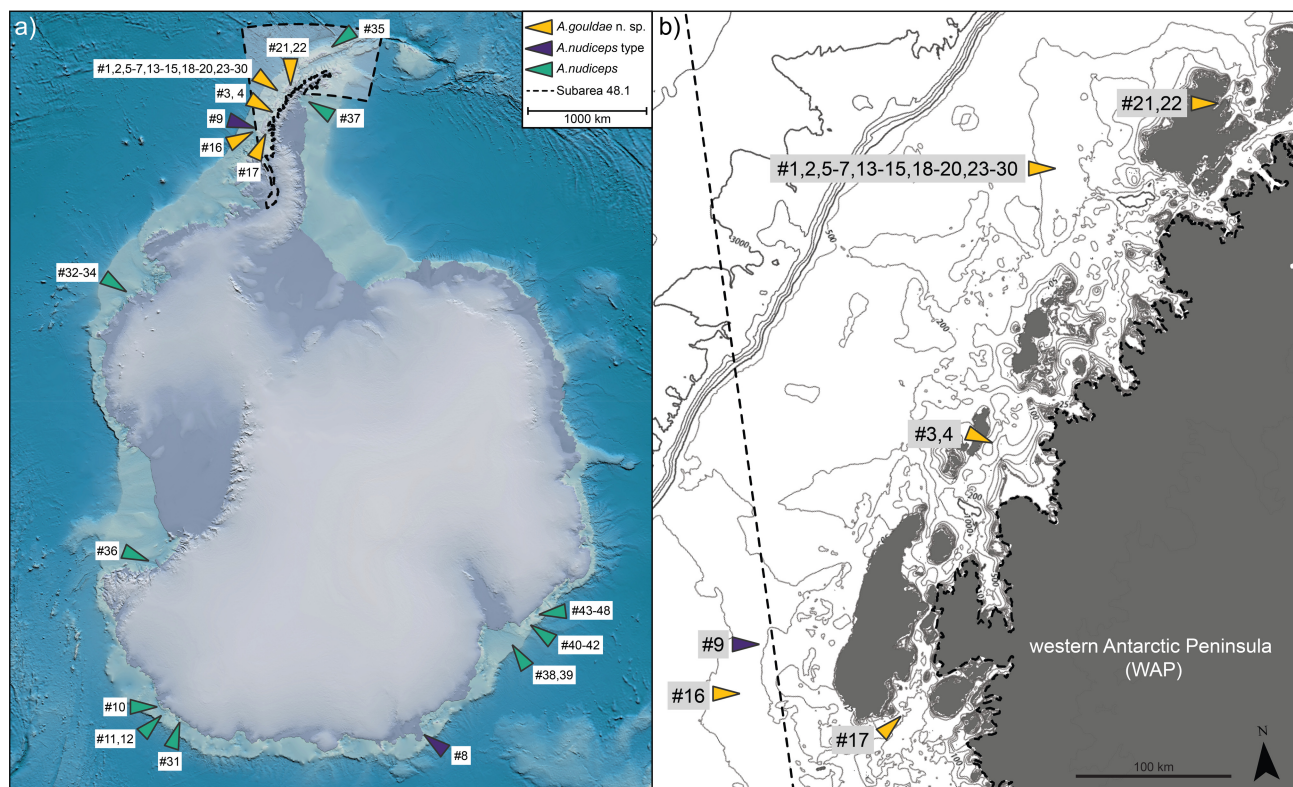 a)
A.gouldae n. sp.
A.nudiceps type
A.nudiceps
Subarea 48.1
1000 km
#35
#21,22
#1,2,5-7,13-15,18-20,23-30
#3, 4
#37
#9
#16
#17
#32-34
#36
#43-48
#40-42
#38,39
#10
#11,12
#31
#8
b)
#21,22
#1,2,5-7,13-15,18-20,23-30
3000
500
200
#3,4
100
200
1000
#9
western Antarctic Peninsula
(WAP)
#16
#17
100
100 km
N